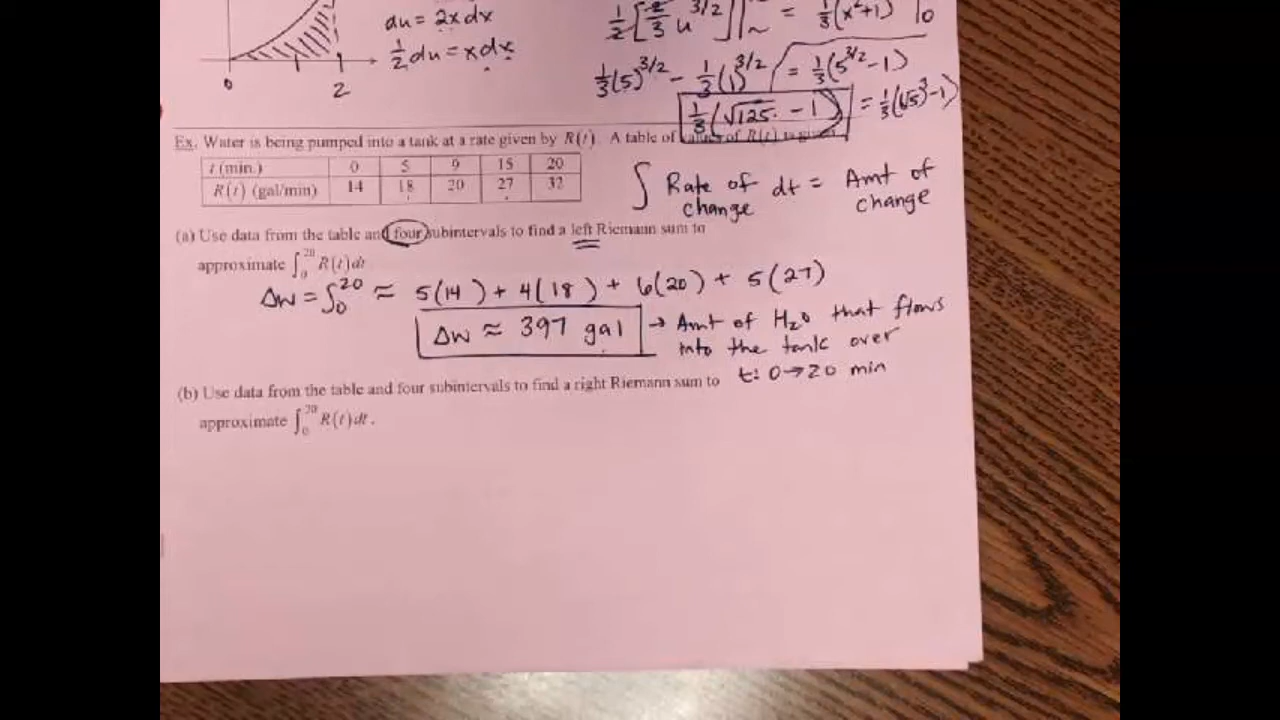 du = 2x dx
1/2 du = x dx
0 2
1/2 [2/3 u^3/2] | = 1/3(x²+1) |0
1/3(5)^3/2 - 1/3(1)^3/2 = 1/3(5^3/2 - 1)
1/3(√125 - 1) = 1/3((√5)³ - 1)
Ex. Water is being pumped into a tank at a rate given by R(t). A table of values of R(t) is given
t (min.) 0 5 9 15 20
R(t) (gal/min) 14 18 20 27 32
∫ Rate of change dt = Amt of change
(a) Use data from the table and four subintervals to find a left Riemann sum to
approximate ∫₀²⁰ R(t)dt
Δw = ∫₀²⁰ ≈ 5(14) + 4(18) + 6(20) + 5(27)
Δw ≈ 397 gal → Amt of H₂O that flows
into the tank over
t: 0→20 min
(b) Use data from the table and four subintervals to find a right Riemann sum to
approximate ∫₀²⁰ R(t)dt.